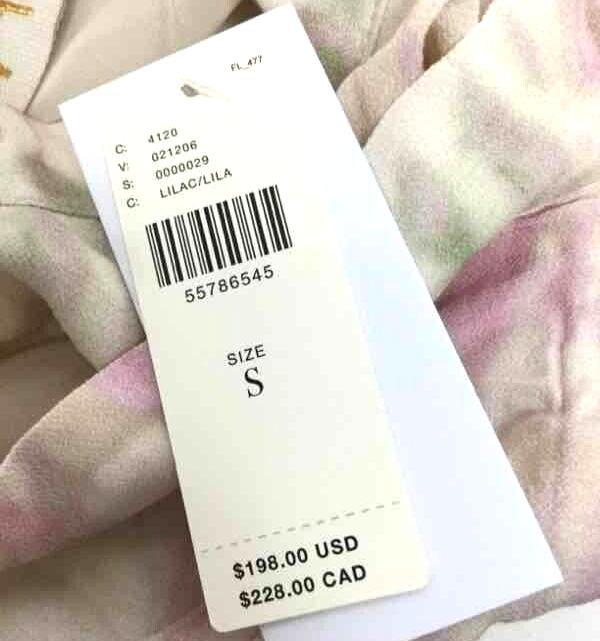 FL_477
C: 4120
V: 021206
S: 0000029
C: LILAC/LILA
55786545
SIZE
S
$198.00 USD
$228.00 CAD